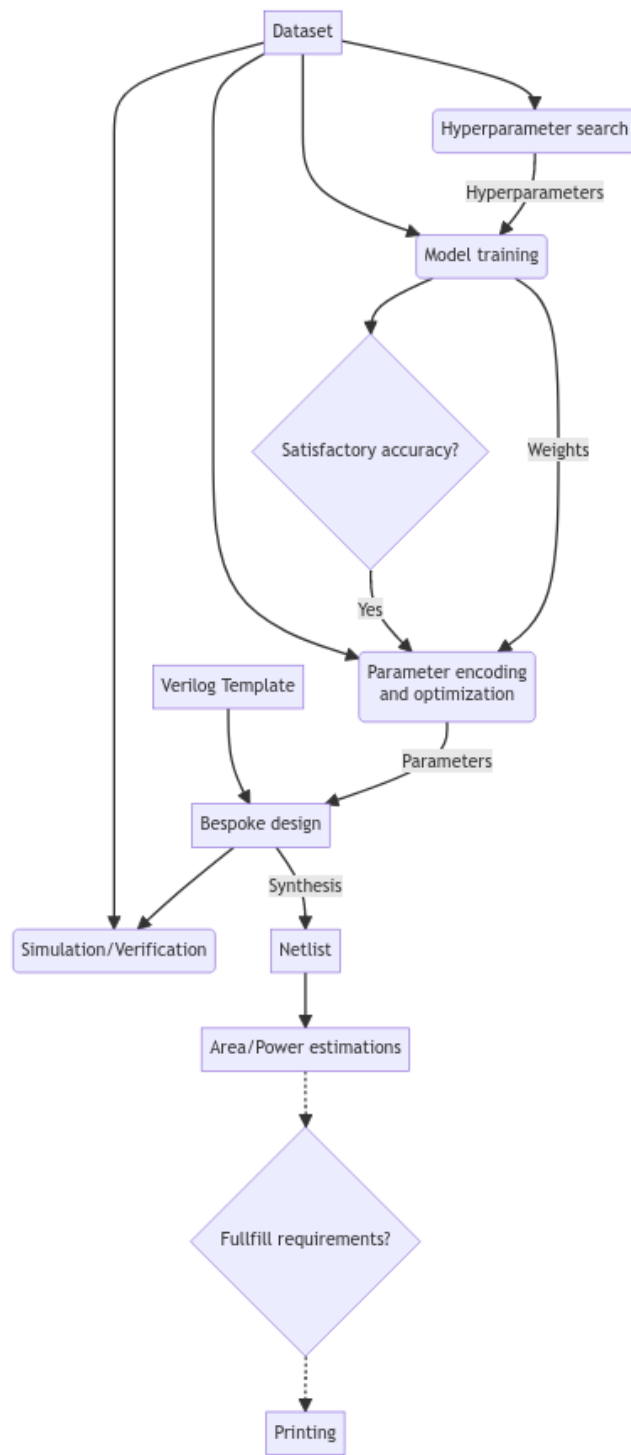 Dataset
Hyperparameter search
Hyperparameters
Model training
Satisfactory accuracy?
Weights
Yes
Parameter encoding
and optimization
Verilog Template
Parameters
Bespoke design
Synthesis
Simulation/Verification
Netlist
Area/Power estimations
Fullfill requirements?
Printing